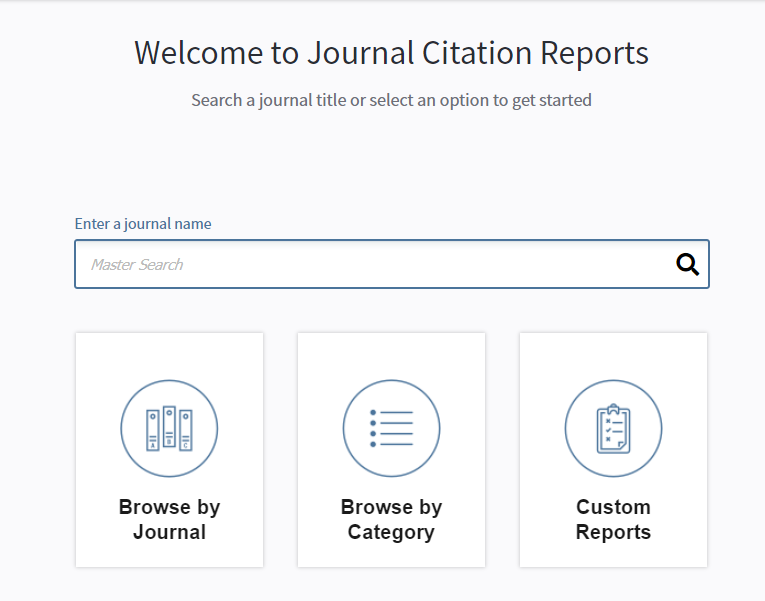 Welcome to Journal Citation Reports
Search a journal title or select an option to get started
Enter a journal name
Master Search
A B C
Browse by
Journal
Browse by
Category
Custom
Reports